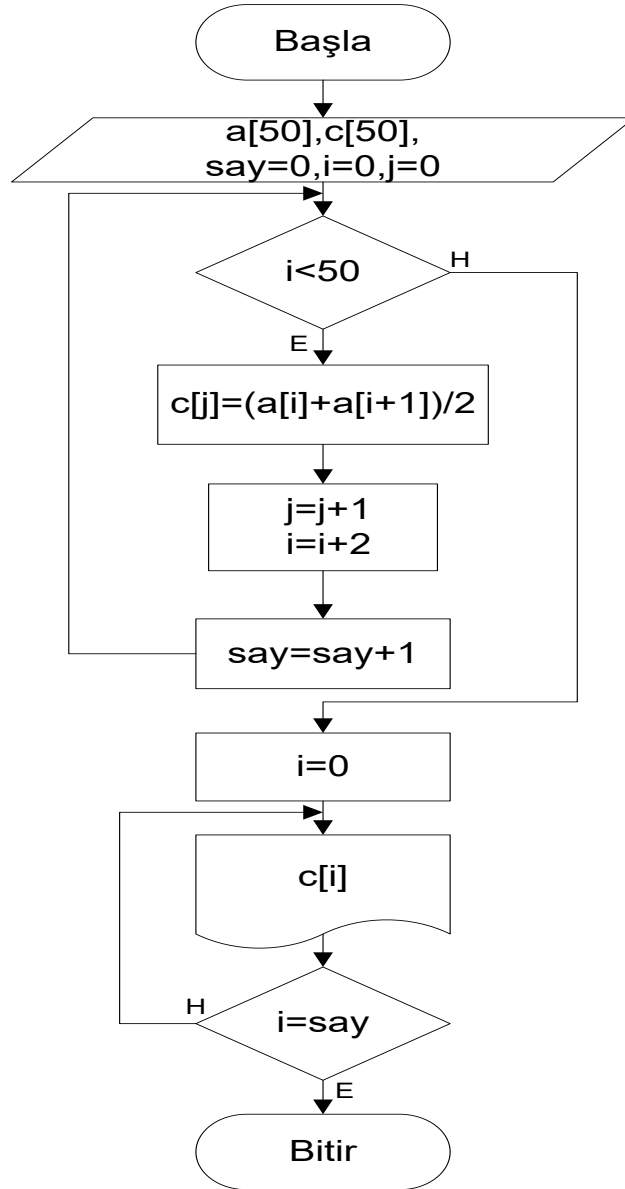 Başla
a[50],c[50],
say=0,i=0,j=0
i<50
H
E
c[j]=(a[i]+a[i+1])/2
j=j+1
i=i+2
say=say+1
i=0
c[i]
H
i=say
E
Bitir